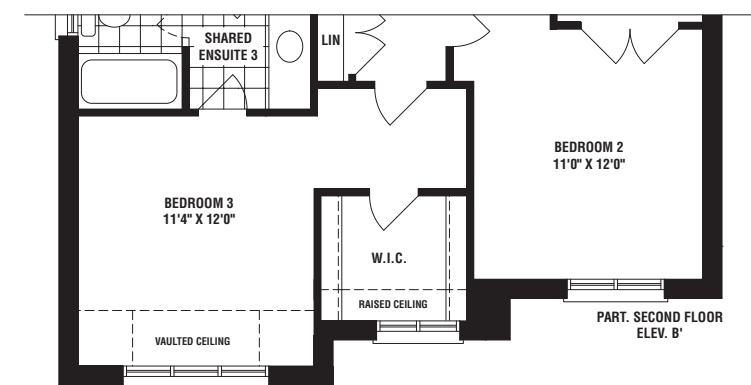 SHARED
ENSUITE 3
LIN
BEDROOM 2
11'0" X 12'0"
BEDROOM 3
11'4" X 12'0"
W.I.C.
RAISED CEILING
VAULTED CEILING
PART. SECOND FLOOR
ELEV. B'